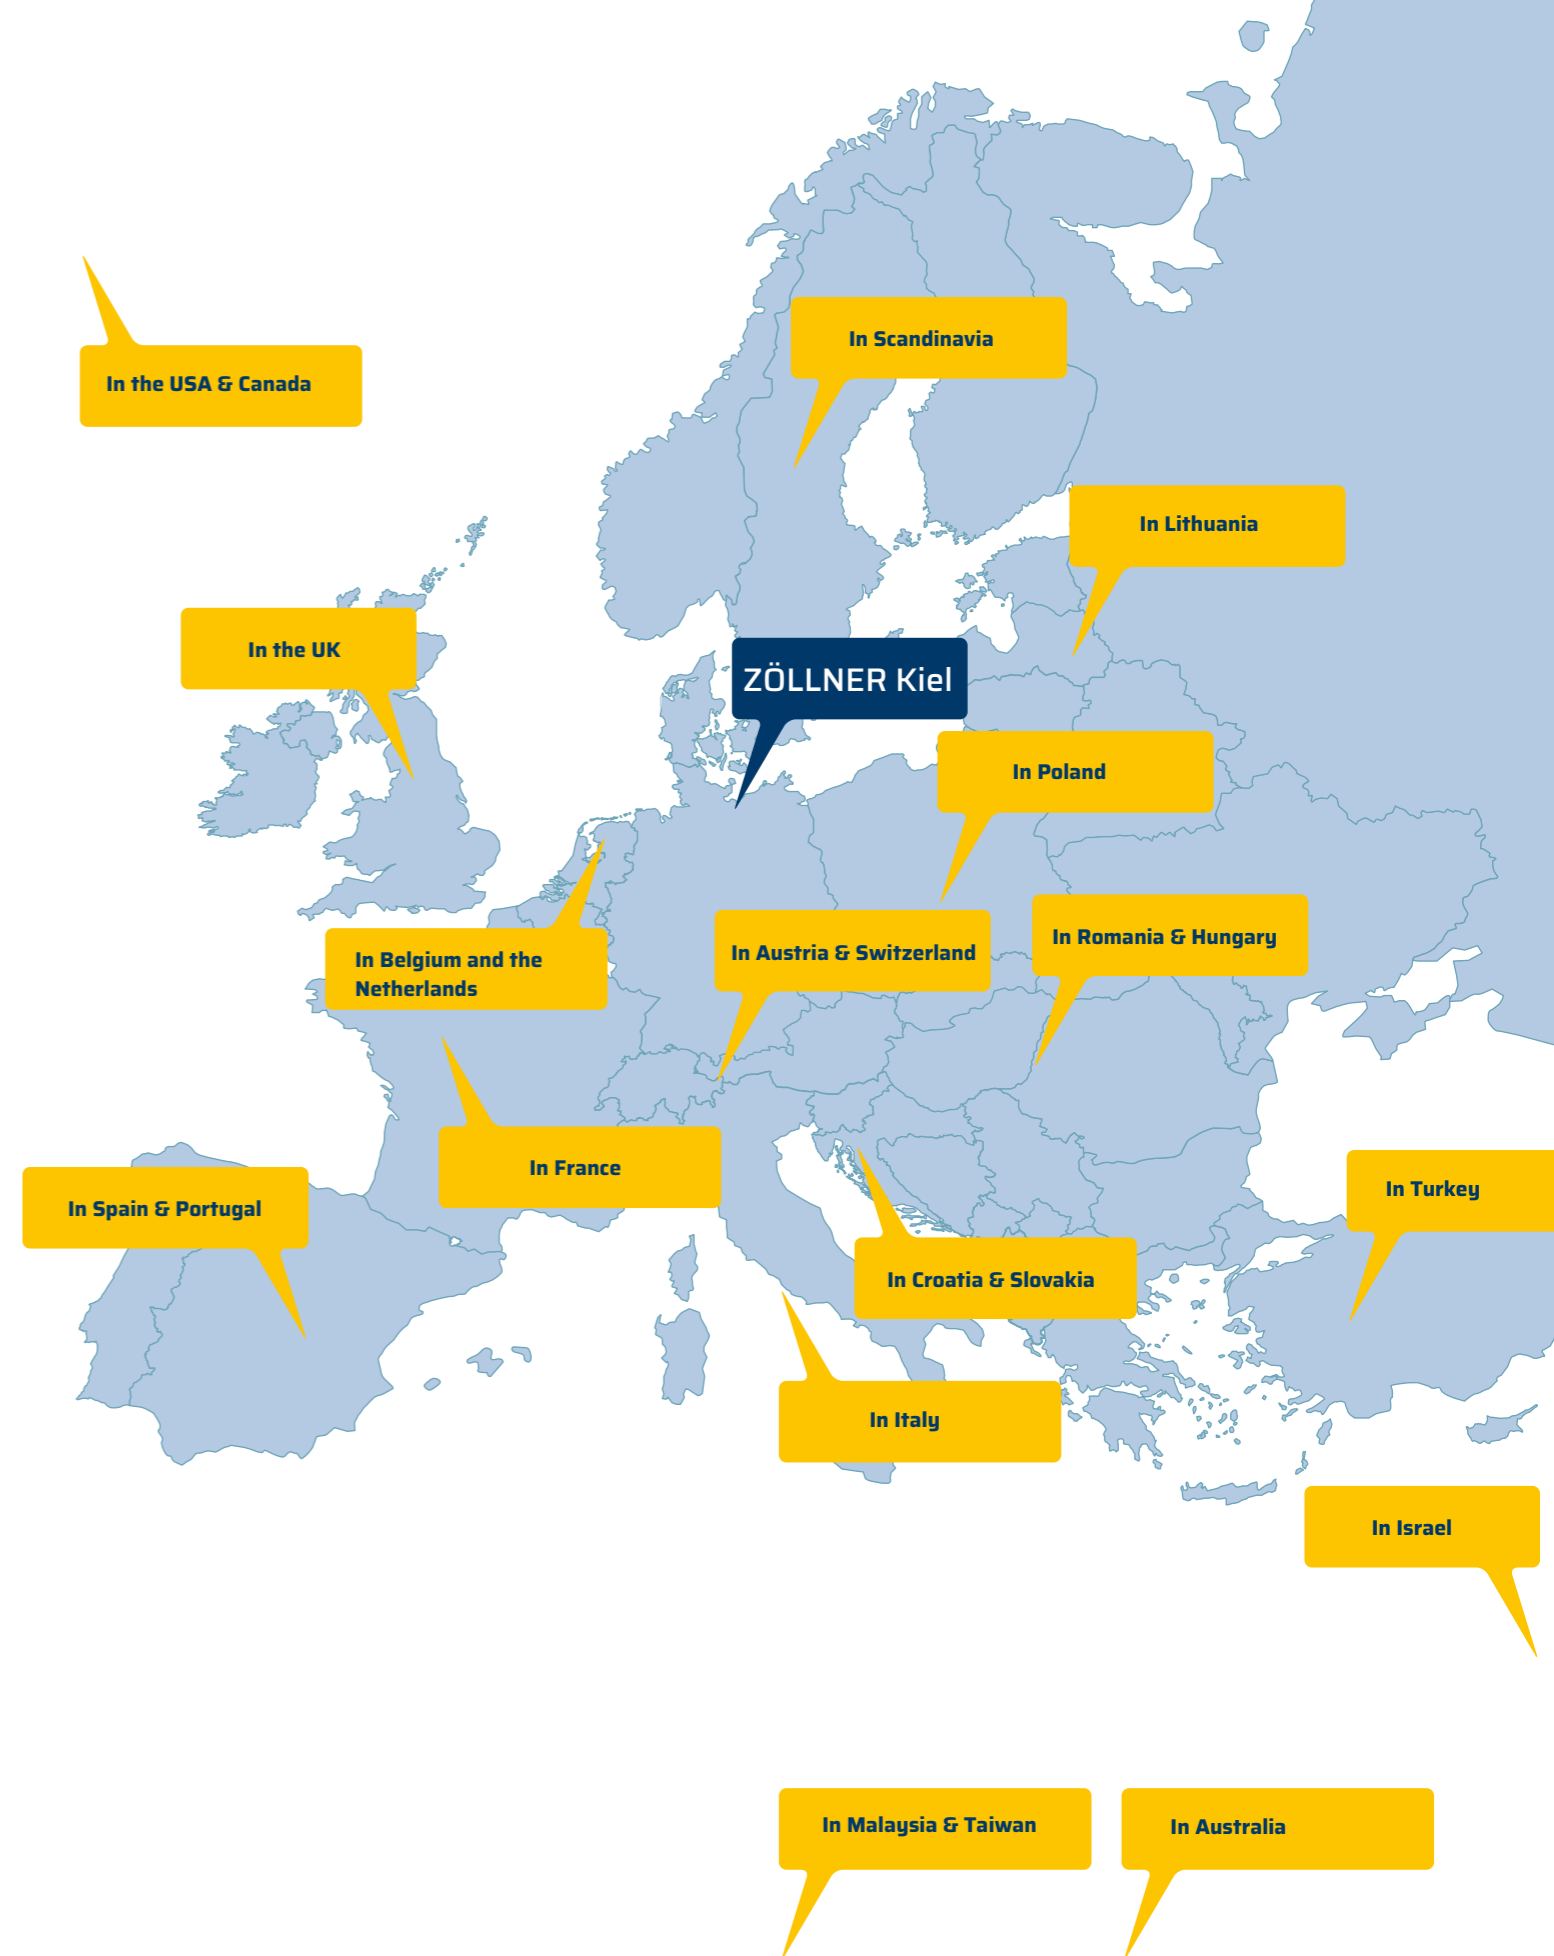 In Scandinavia
In the USA & Canada
In Lithuania
In the UK
ZÖLLNER Kiel
In Poland
In Romania & Hungary
In Austria & Switzerland
In Belgium and the
Netherlands
In France
In Turkey
In Spain & Portugal
In Croatia & Slovakia
In Italy
In Israel
In Malaysia & Taiwan
In Australia